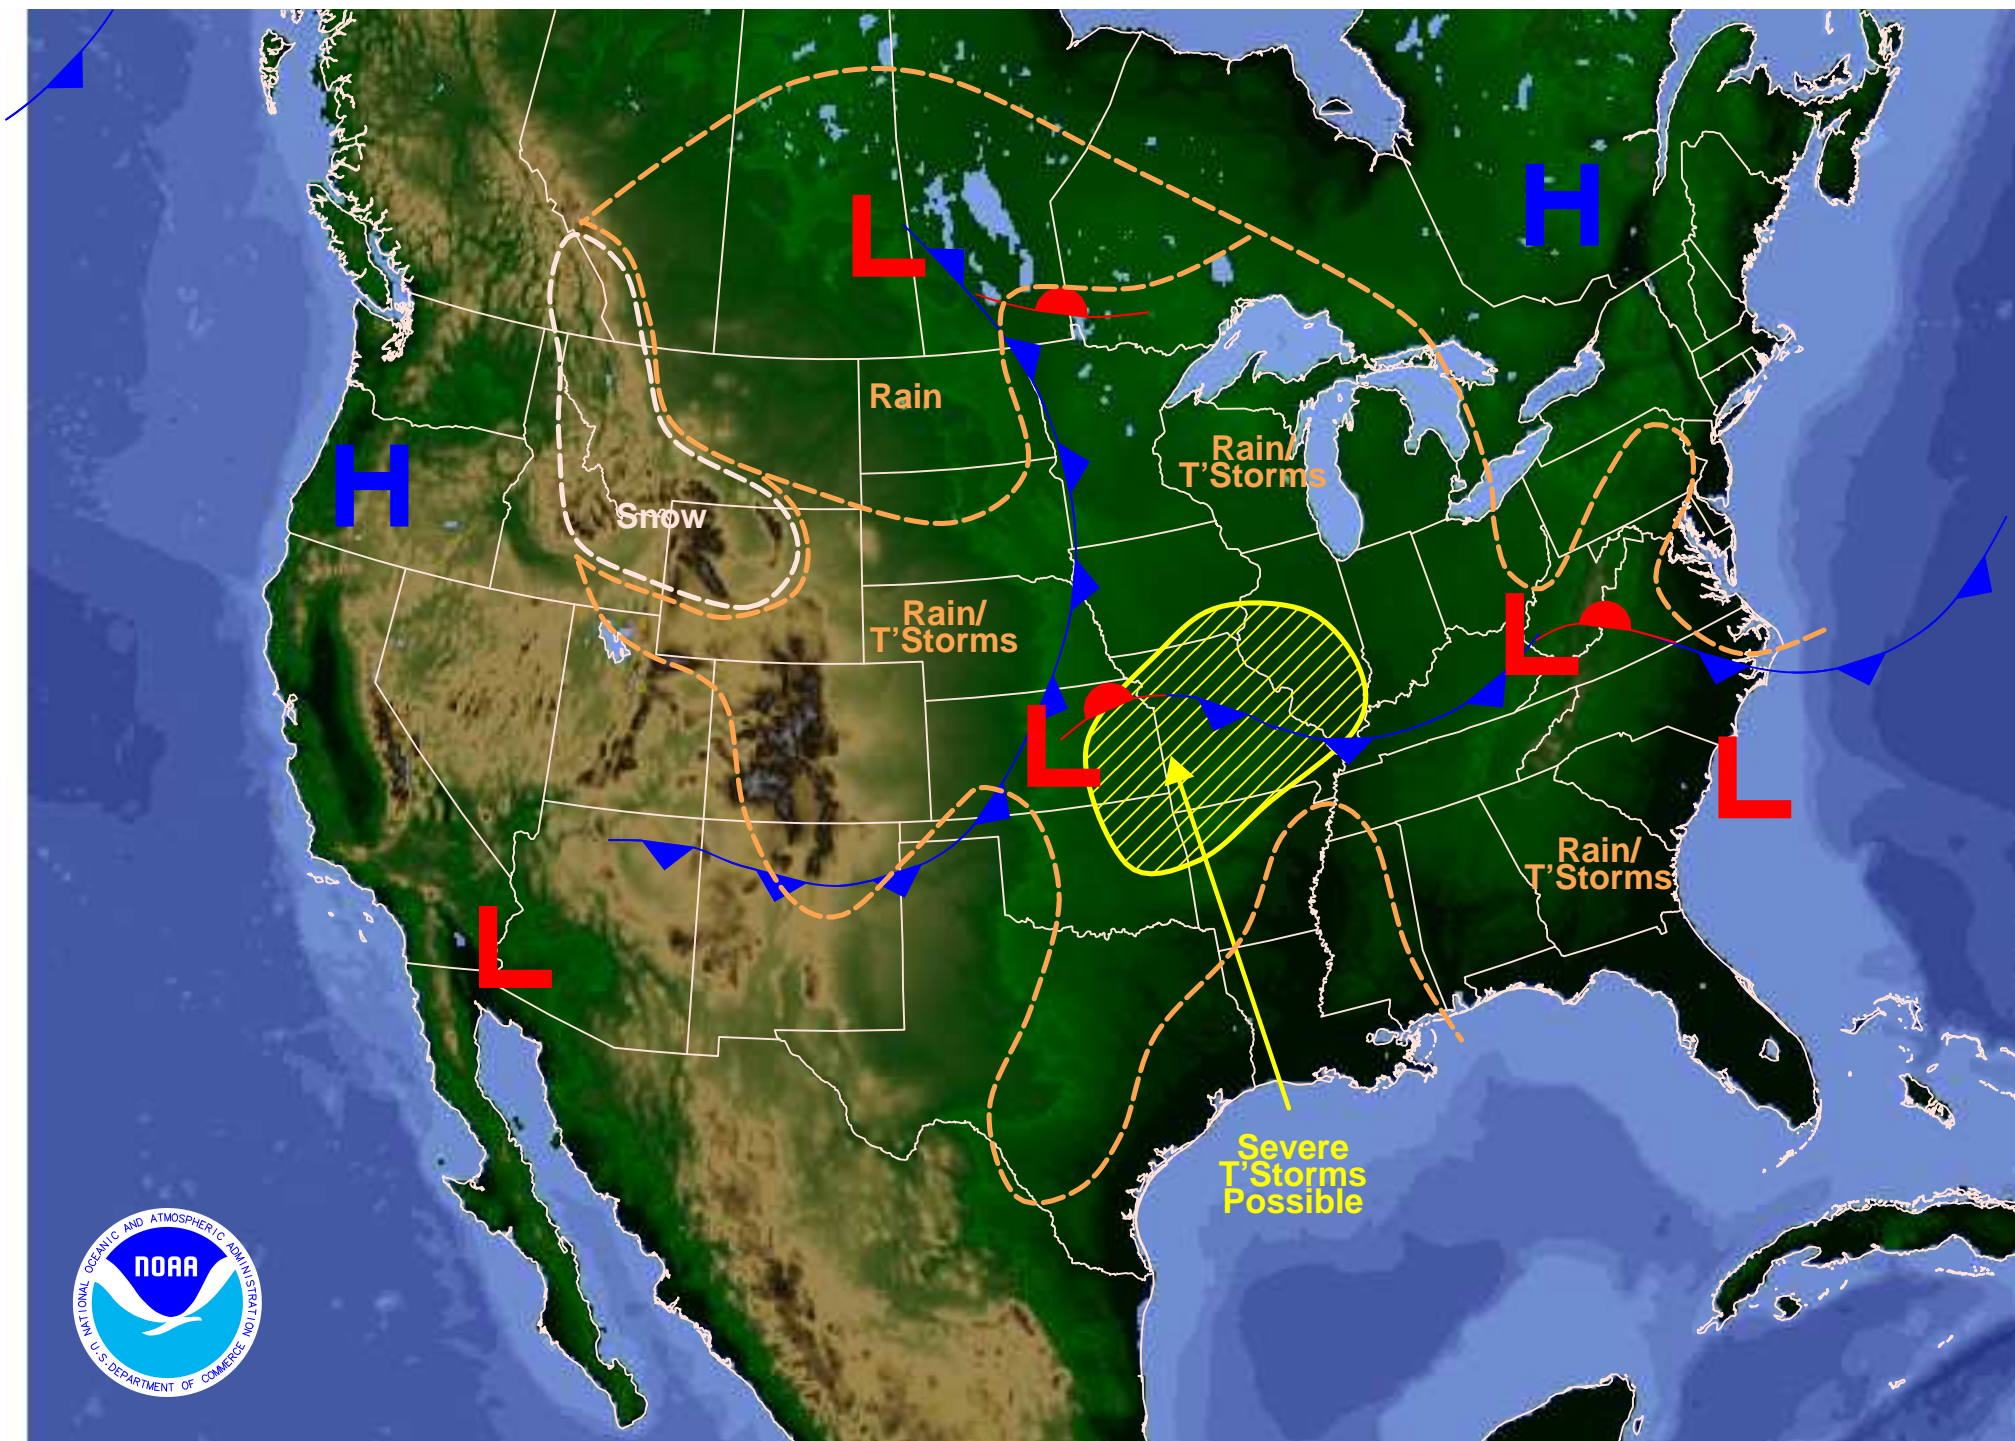 H
L
Rain
H
Rain/
T'Storms
Snow
Rain/
T'Storms
L
L
L
Rain/
T'Storms
L
Severe
T'Storms
Possible
NATIONAL OCEANIC AND ATMOSPHERIC ADMINISTRATION
NOAA
U.S. DEPARTMENT OF COMMERCE